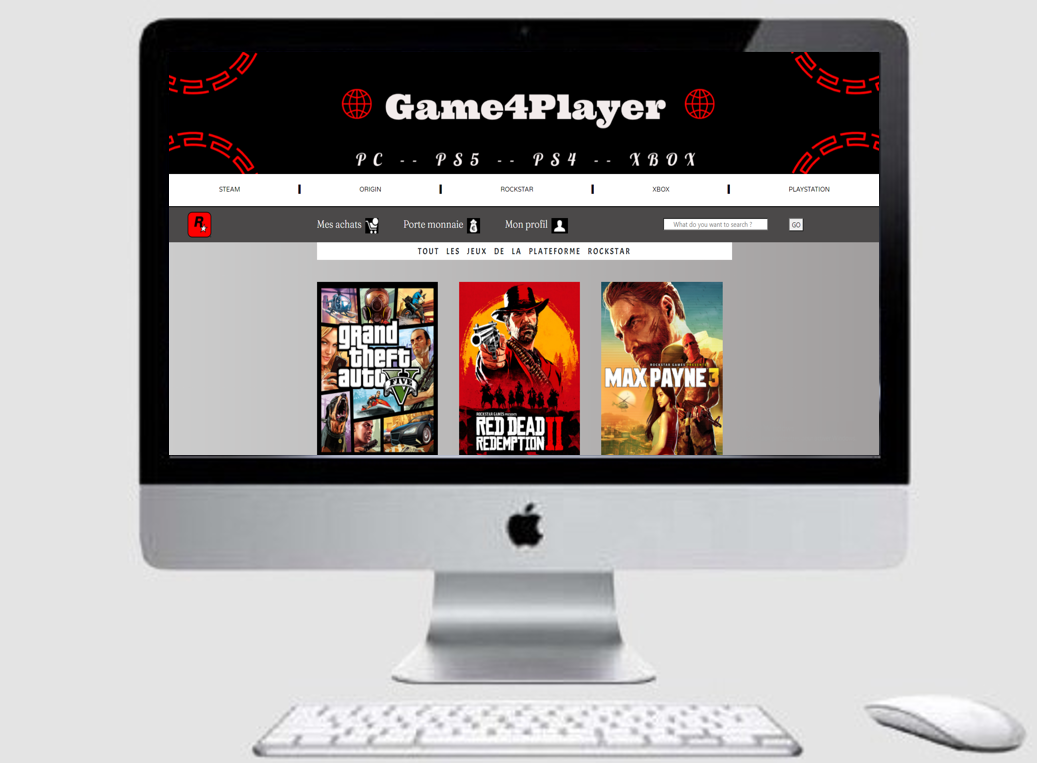 Game4Player
PC -- PS5 -- PS4 -- XBOX
STEAM ORIGIN ROCKSTAR XBOX PLAYSTATION
R Mes achats Porte monnaie Mon profil What do you want to search ? GO
TOUT LES JEUX DE LA PLATEFORME ROCKSTAR
grand
theft
auto V
FIVE
ROCKSTAR GAMES PRESENTS
RED DEAD
REDEMPTION II
ROCKSTAR GAMES PRESENTS
MAX PAYNE 3